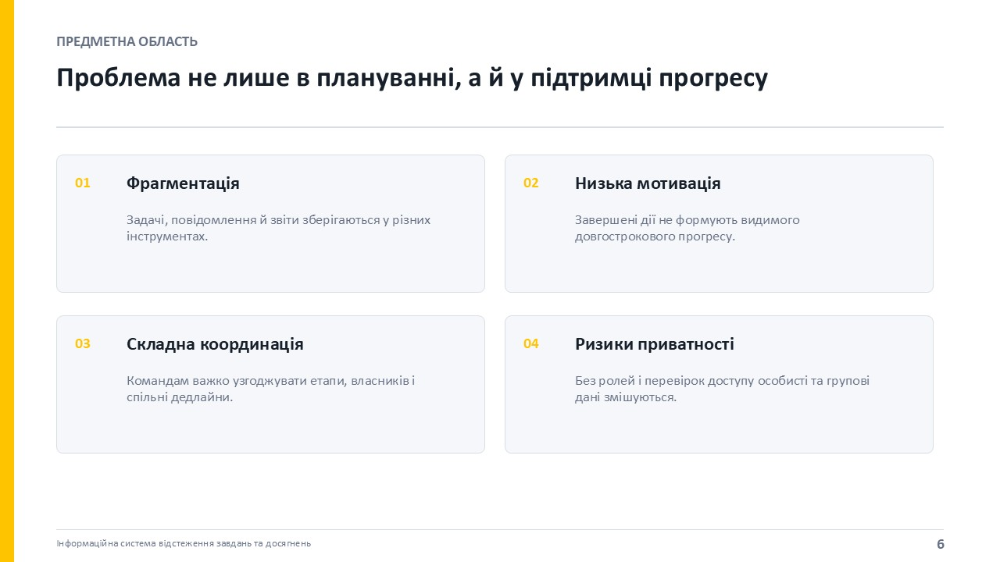 ПРЕДМЕТНА ОБЛАСТЬ
Проблема не лише в плануванні, а й у підтримці прогресу
01
Фрагментація
Задачі, повідомлення й звіти зберігаються у різних
інструментах.
02
Низька мотивація
Завершені дії не формують видимого
довгострокового прогресу.
03
Складна координація
Командам важко узгоджувати етапи, власників і
спільні дедлайни.
04
Ризики приватності
Без ролей і перевірок доступу особисті та групові
дані змішуються.
Інформаційна система відстеження завдань та досягнень
6